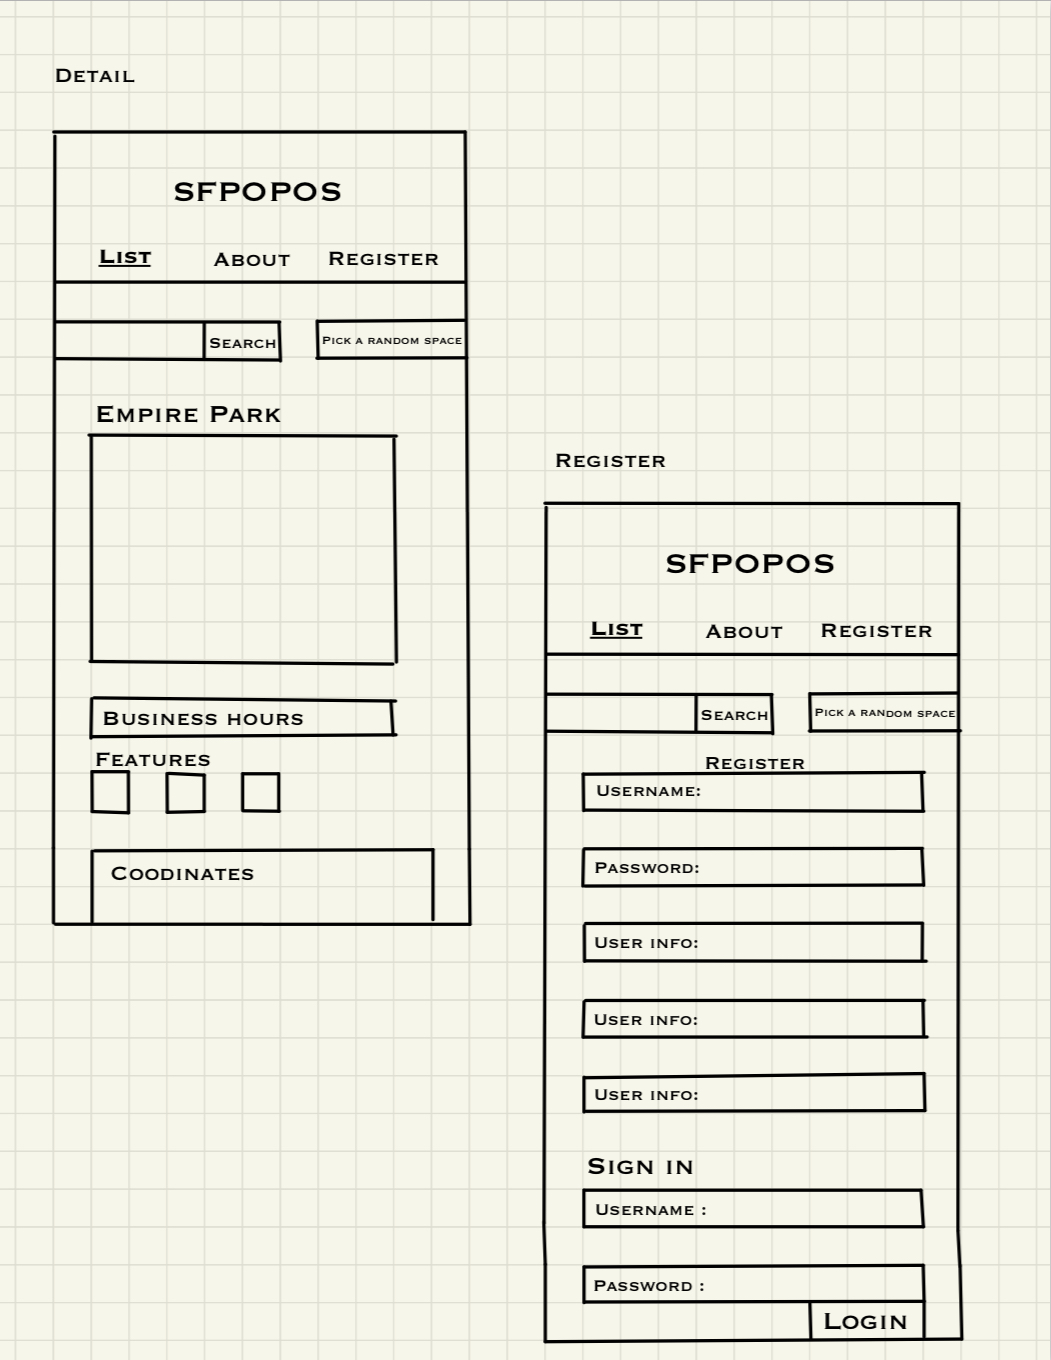 Detail
SFPOPOS
List About Register
Search Pick a random space
Empire Park
Business hours
Features
Coodinates
Register
SFPOPOS
List About Register
Search Pick a random space
Register
Username:
Password:
User info:
User info:
User info:
Sign in
Username :
Password :
Login